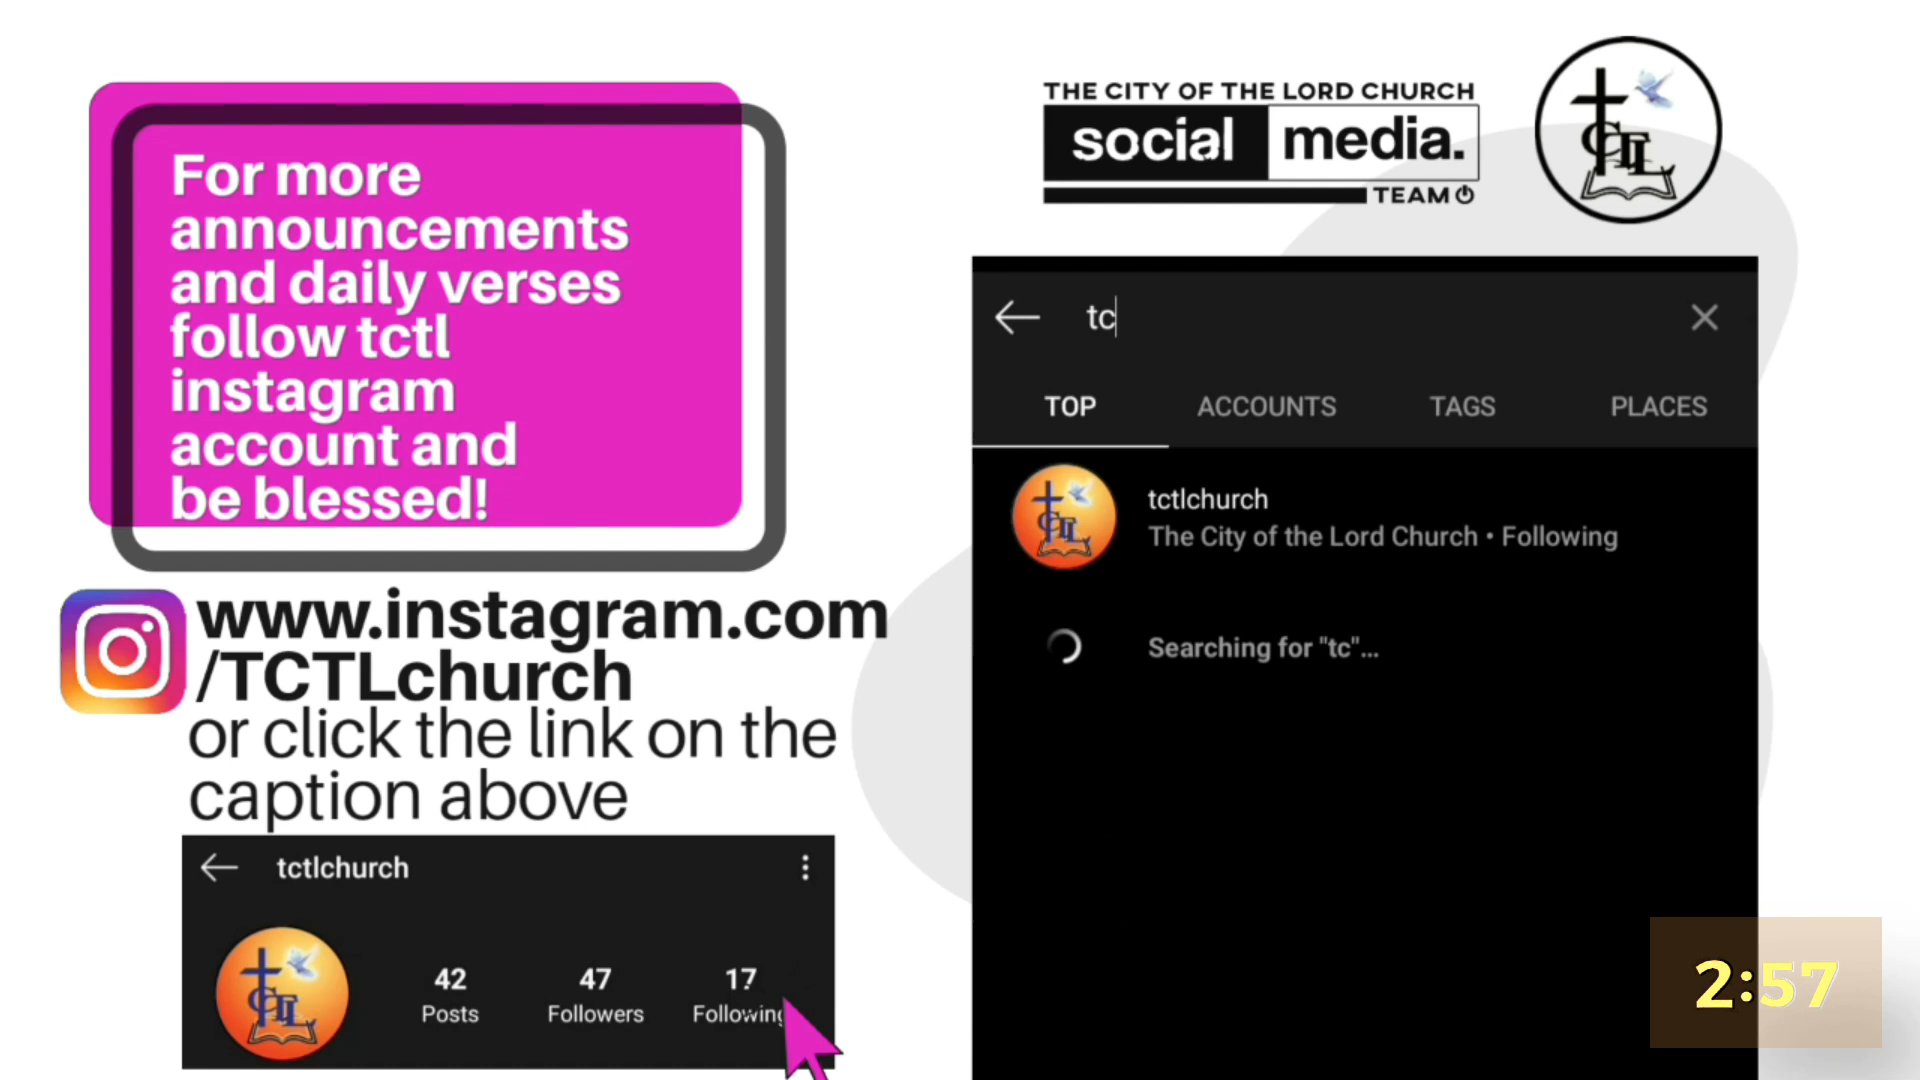 For more
announcements
and daily verses
follow tctl
instagram
account and
be blessed!
www.instagram.com
/TCTLchurch
or click the link on the
caption above
tctlchurch
42
Posts
47
Followers
17
Following
THE CITY OF THE LORD CHURCH
social media.
TEAM
CTL
tc
TOP ACCOUNTS TAGS PLACES
tctlchurch
The City of the Lord Church • Following
Searching for "tc"...
2:57